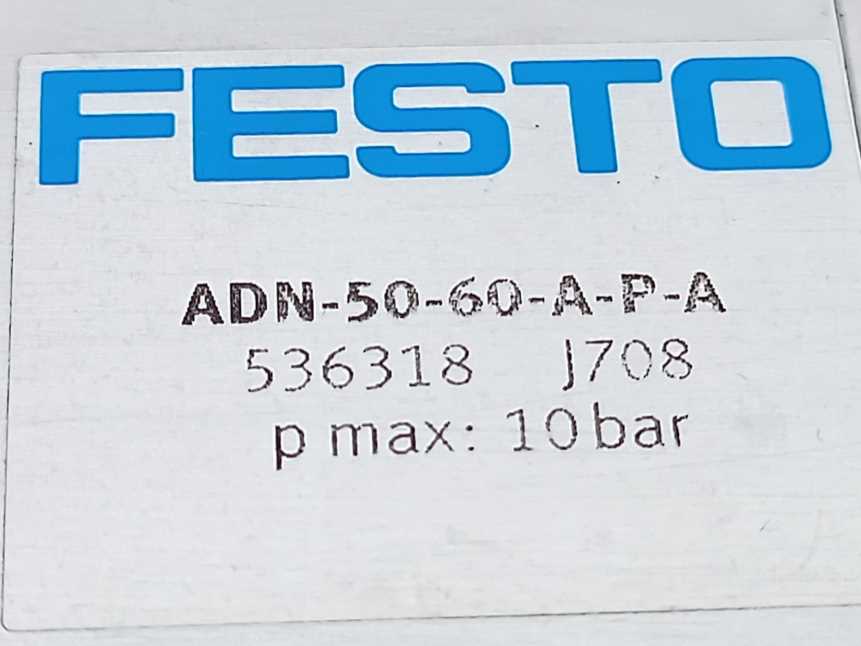 FESTO
ADN-50-60-A-P-A
536318 J708
p max: 10 bar